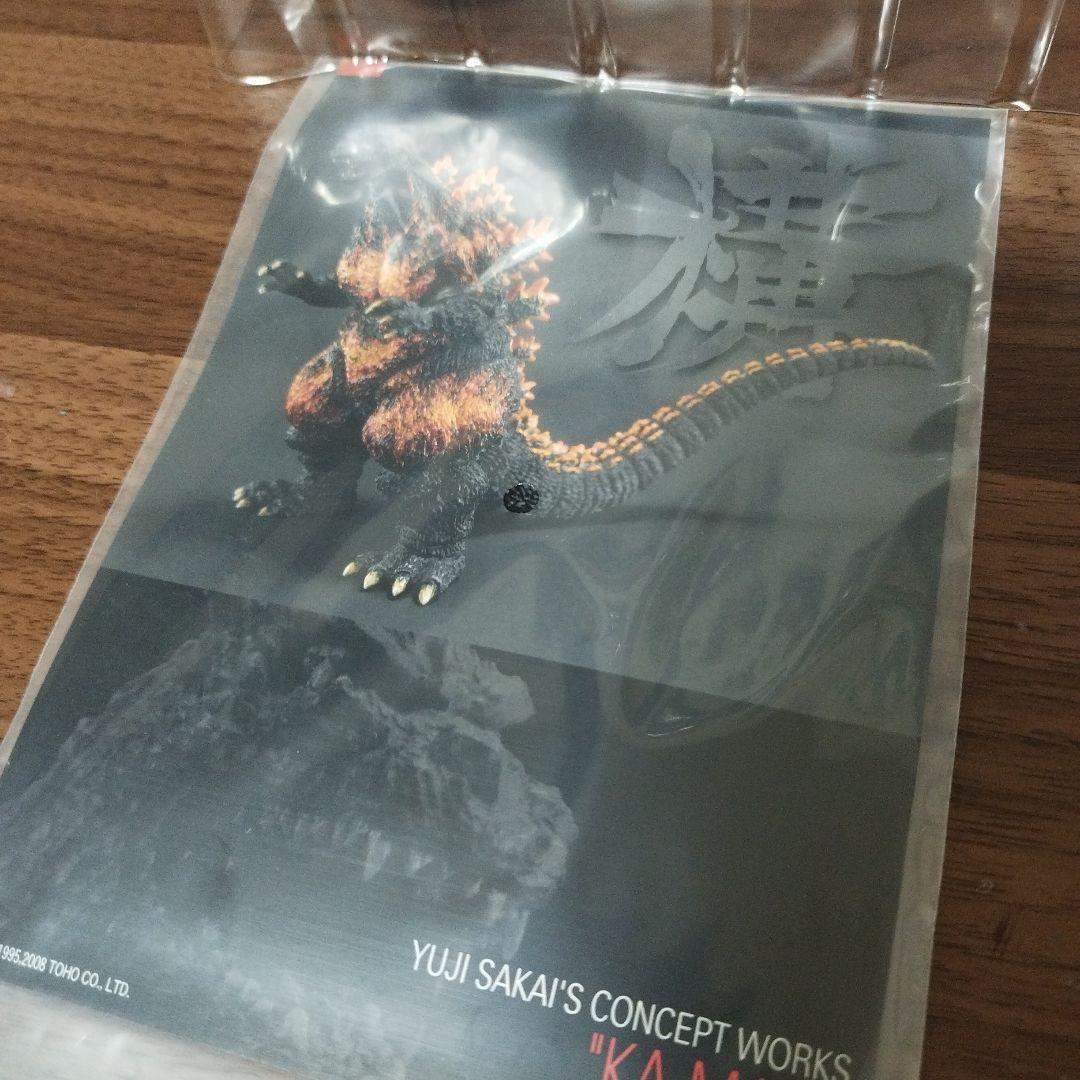 1995,2008 TOHO CO., LTD.
YUJI SAKAI'S CONCEPT WORKS